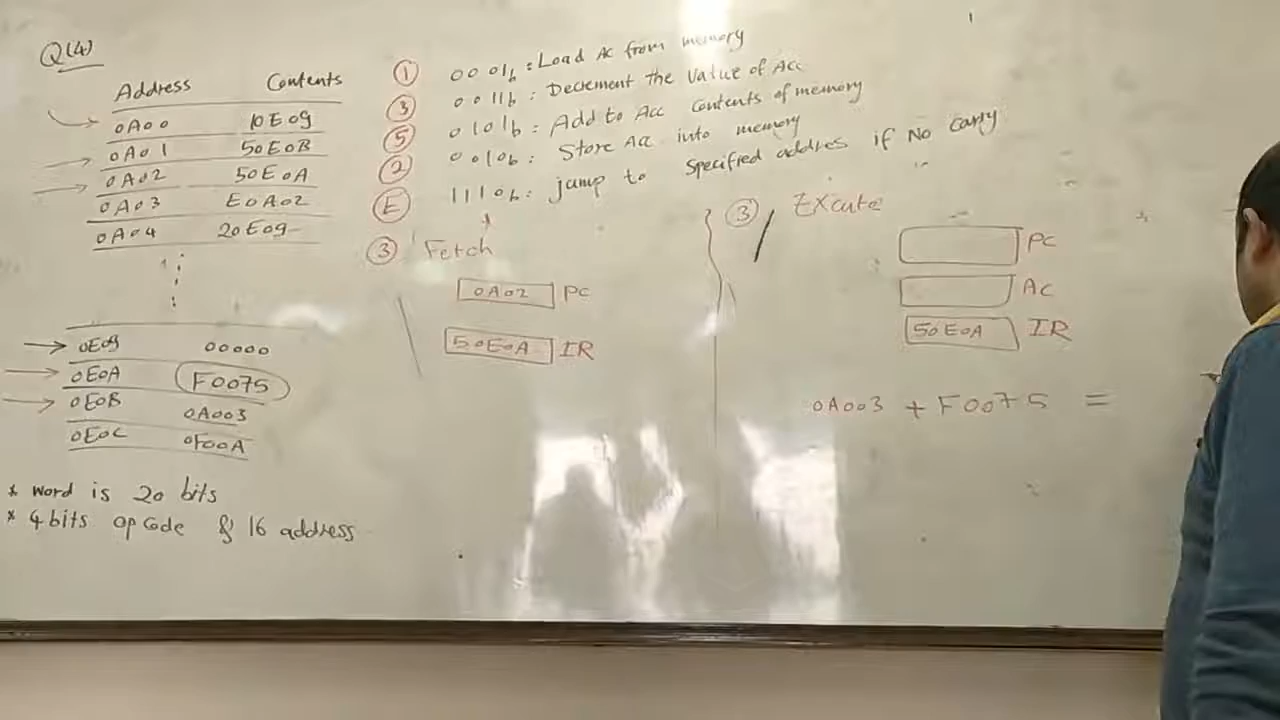 Q(4)
Address Contents
0A00 10E09
0A01 50E0B
0A02 50E0A
0A03 E0A02
0A04 20E09
0E09 00000
0E0A F0075
0E0B 0A003
0E0C 0F00A
* word is 20 bits
* 4 bits opcode & 16 address
① 0001b : Load Ac from memory
③ 0011b : Decrement the value of Acc
⑤ 0101b : Add to Acc contents of memory
② 0010b : Store Acc into memory
Ⓔ 1110b : jump to specified address if No carry
③ Fetch
0A02 PC
50E0A IR
③ Excute
PC
AC
50E0A IR
0A003 + F0075 =